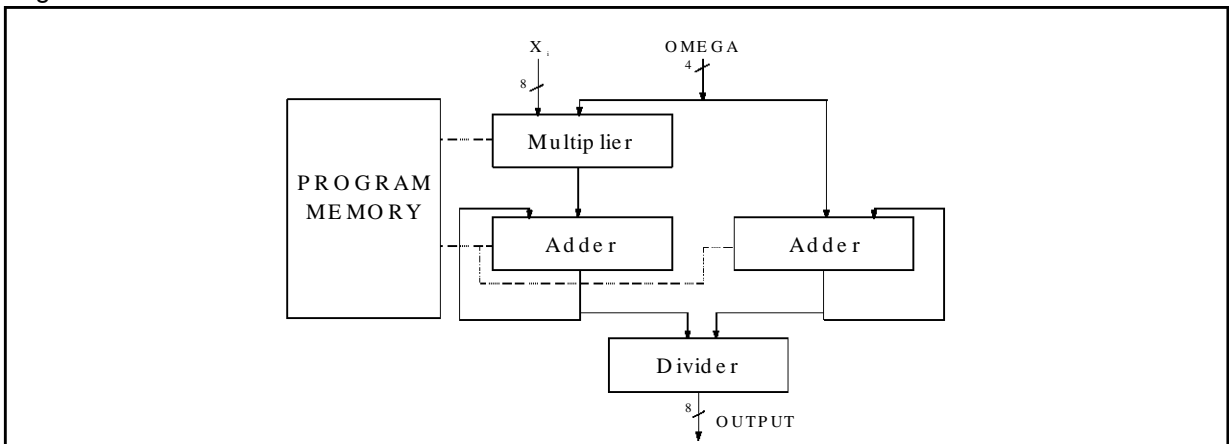 X i
OMEGA
8
4
Multiplier
PROGRAM
MEMORY
Adder
Adder
Divider
8
OUTPUT